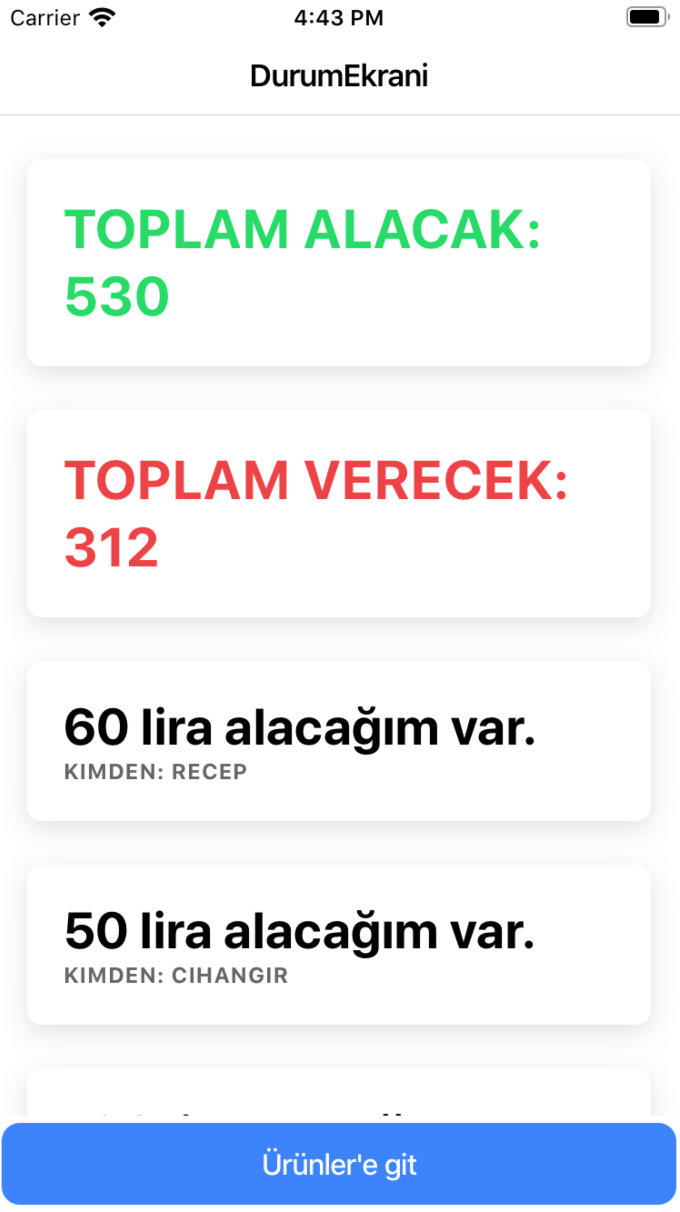 Carrier 4:43 PM
DurumEkrani
TOPLAM ALACAK:
530
TOPLAM VERECEK:
312
60 lira alacağım var.
KIMDEN: RECEP
50 lira alacağım var.
KIMDEN: CIHANGIR
Ürünler'e git